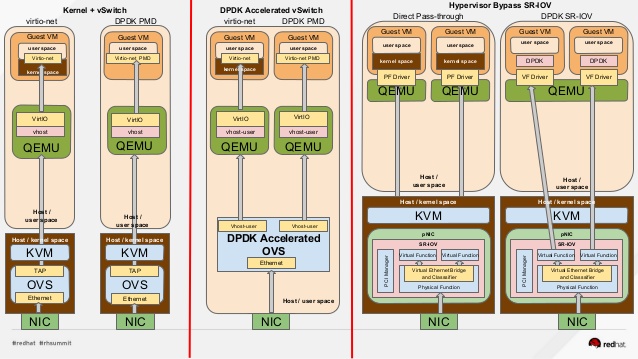 Kernel + vSwitch
virtio-net
DPDK PMD
Guest VM
user space
Virtio-net
kernel space
VirtIO
vhost
QEMU
Host /
user space
Host / kernel space
KVM
TAP
OVS
Ethernet
NIC
Guest VM
user space
Virtio-net PMD
VirtIO
vhost
QEMU
Host /
user space
Host / kernel space
KVM
TAP
OVS
Ethernet
NIC
DPDK Accelerated vSwitch
virtio-net
DPDK PMD
Guest VM
user space
Virtio-net
kernel space
VirtIO
vhost-user
QEMU
Guest VM
user space
Virtio-net PMD
VirtIO
vhost-user
QEMU
Vhost-user
Vhost-user
DPDK Accelerated
OVS
Ethernet
Host / user space
NIC
Hypervisor Bypass SR-IOV
Direct Pass-through
DPDK SR-IOV
Guest VM
user space
kernel space
PF Driver
Guest VM
user space
kernel space
PF Driver
QEMU
QEMU
Host /
user space
Host / kernel space
KVM
pNIC
SR-IOV
PCI Manager
Virtual Function
Virtual Function
Virtual Ethernet Bridge
and Classifier
Physical Function
NIC
Guest VM
user space
DPDK
VF Driver
Guest VM
user space
DPDK
VF Driver
QEMU
Host /
user space
Host / kernel space
KVM
pNIC
SR-IOV
PCI Manager
Virtual Function
Virtual Function
Virtual Ethernet Bridge
and Classifier
Physical Function
NIC
#redhat #rhsummit
redhat.